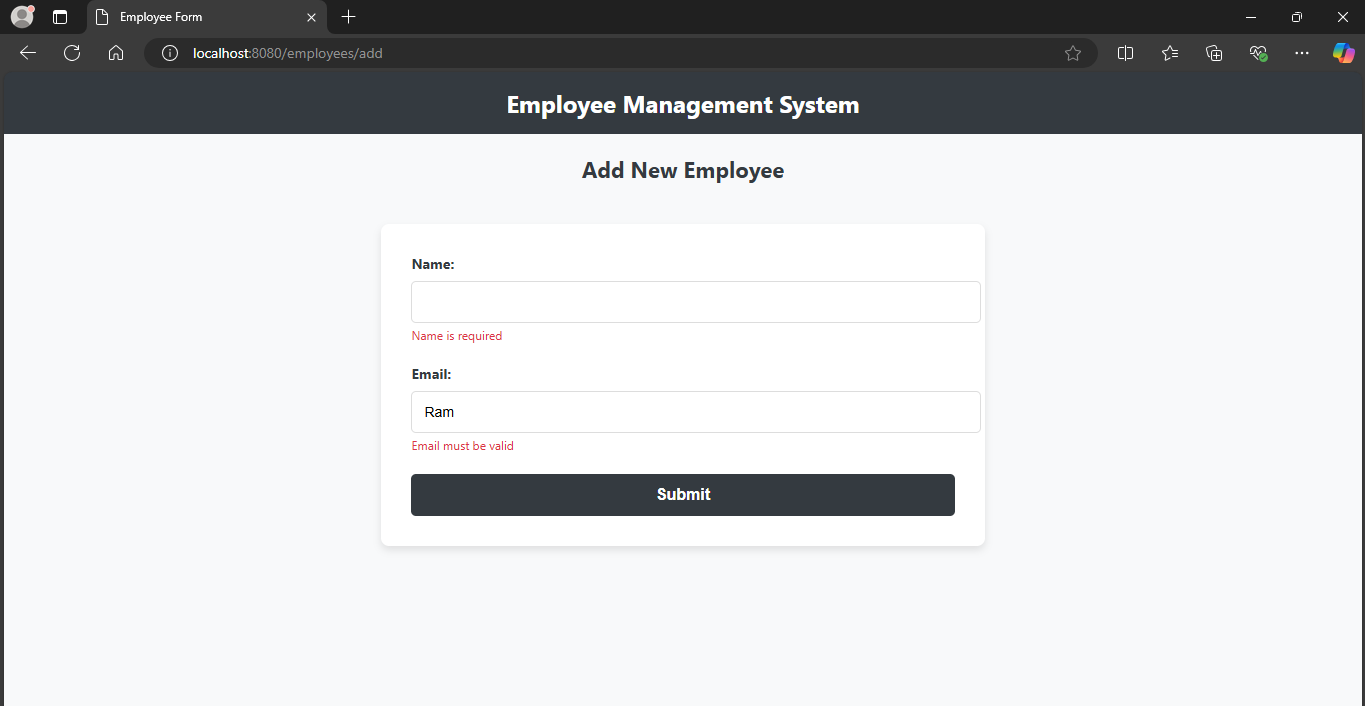 Employee Form
localhost:8080/employees/add
Employee Management System
Add New Employee
Name:
Name is required
Email:
Ram
Email must be valid
Submit